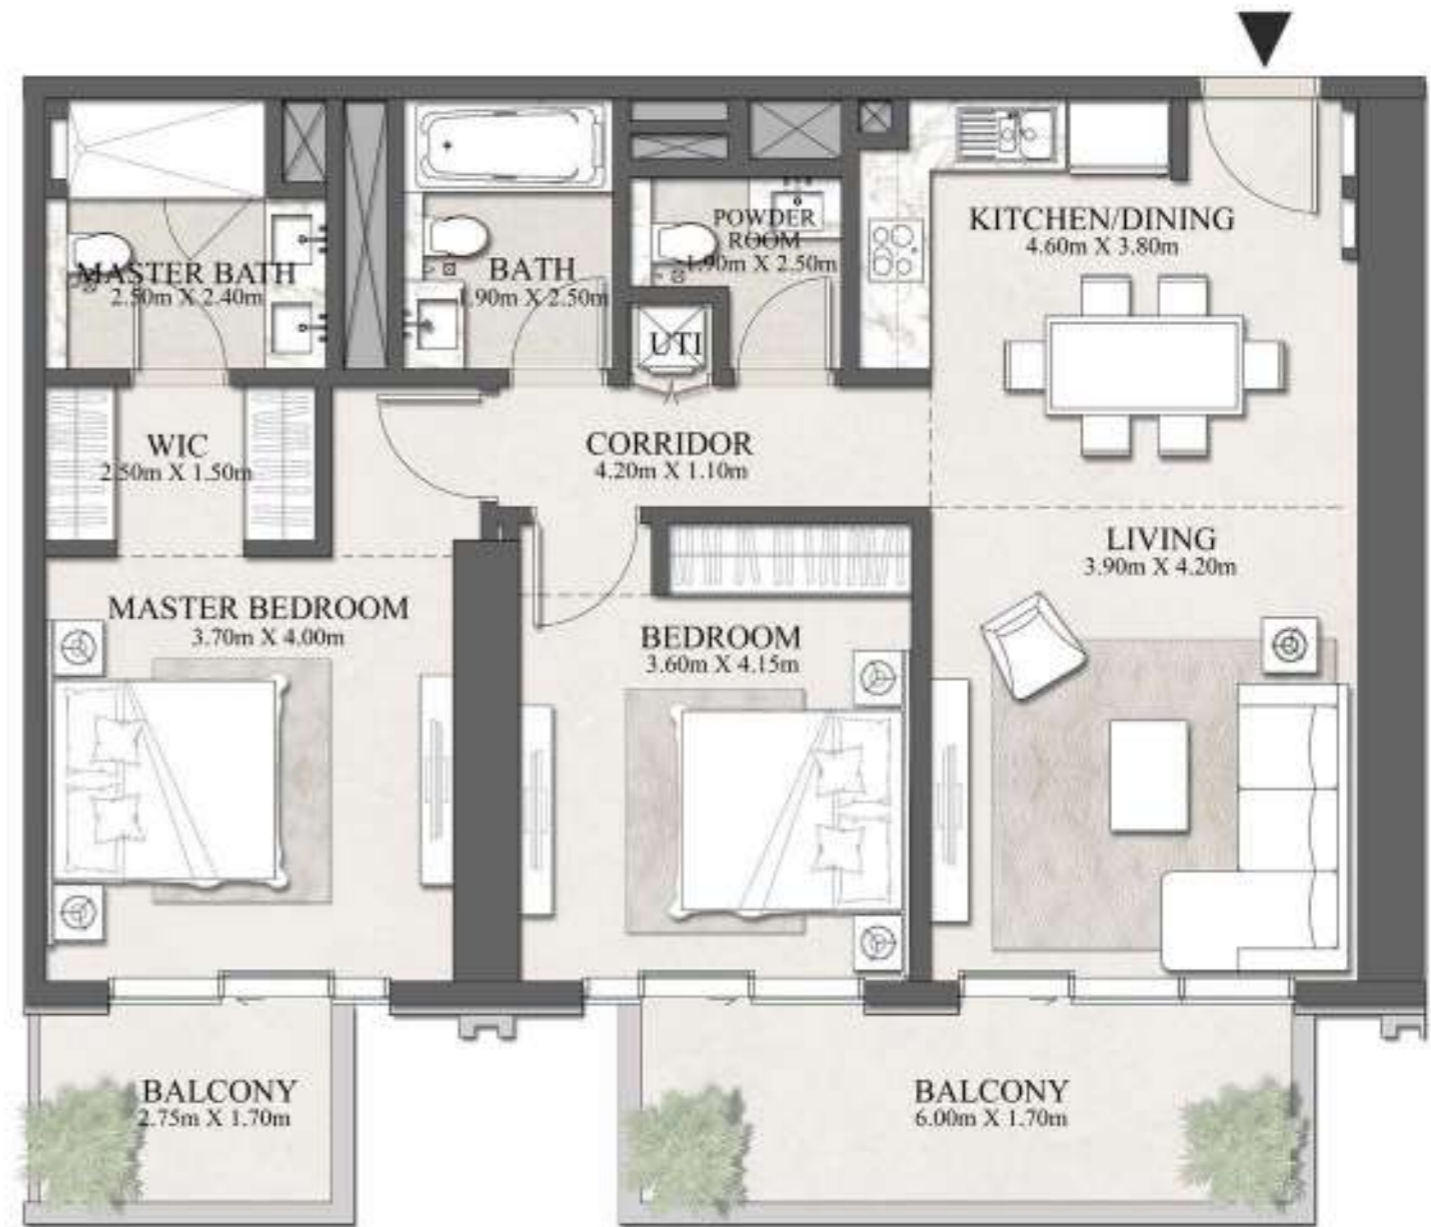 MASTER BATH
2.50m X 2.40m
BATH
1.90m X 2.50m
POWDER
ROOM
1.90m X 2.50m
KITCHEN/DINING
4.60m X 3.80m
UTI
WIC
2.50m X 1.50m
CORRIDOR
4.20m X 1.10m
LIVING
3.90m X 4.20m
MASTER BEDROOM
3.70m X 4.00m
BEDROOM
3.60m X 4.15m
BALCONY
2.75m X 1.70m
BALCONY
6.00m X 1.70m